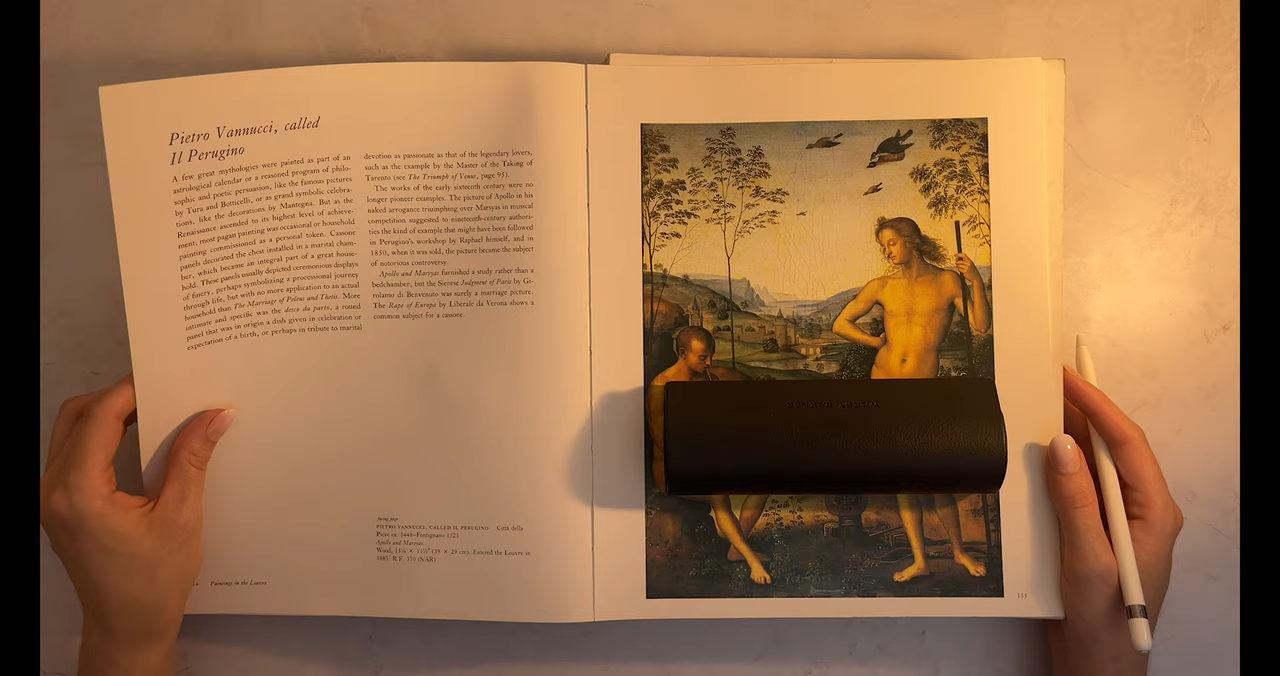 Pietro Vannucci, called
Il Perugino
A few great mythologies were painted as part of an
astrological calendar or a reasoned program of philo-
sophic and poetic persuasion, like the famous pictures
by Tura and Botticelli, or as grand symbolic celebra-
tions, like the decorations by Mantegna. But as the
Renaissance ascended to its highest level of achieve-
ment, most pagan painting was occasional or household
painting commissioned as a personal token. Cassone
panels decorated the chest installed in a marital cham-
ber, which became an integral part of a great house-
hold. These panels usually depicted ceremonious displays
of finery, perhaps symbolizing a processional journey
through life, but with no more application to an actual
household than The Marriage of Peleus and Thetis. More
intimate and specific was the desco da parto, a round
panel that was in origin a dish given in celebration or
expectation of a birth, or perhaps in tribute to marital
devotion as passionate as that of the legendary lovers,
such as the example by the Master of the Taking of
Tarento (see The Triumph of Venus, page 95).
The works of the early sixteenth century were no
longer pioneer examples. The picture of Apollo in his
naked arrogance triumphing over Marsyas in musical
competition suggested to nineteenth-century authori-
ties the kind of example that might have been followed
in Perugino's workshop by Raphael himself, and in
1850, when it was sold, the picture became the subject
of notorious controversy.
Apollo and Marsyas furnished a study rather than a
bedchamber, but the Sienese Judgment of Paris by Gi-
rolamo di Benvenuto was surely a marriage picture.
The Rape of Europa by Liberale da Verona shows a
common subject for a cassone.
facing page
PIETRO VANNUCCI, CALLED IL PERUGINO Città della
Pieve ca. 1448–Fontignano 1523
Apollo and Marsyas
Wood, × (39 × 29 cm). Entered the Louvre in
1883. R.F. 370 (NAR)
Paintings in the Louvre
155
WARBY PARKER